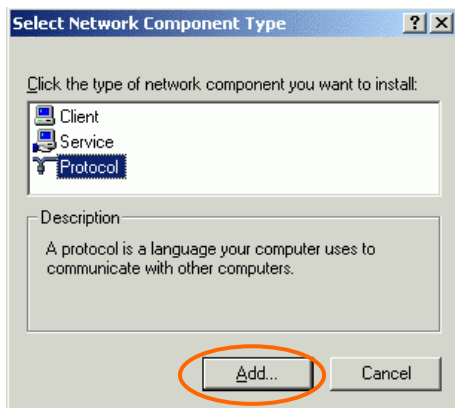 Select Network Component Type
Click the type of network component you want to install:
Client
Service
Protocol
Description
A protocol is a language your computer uses to
communicate with other computers.
Add... Cancel